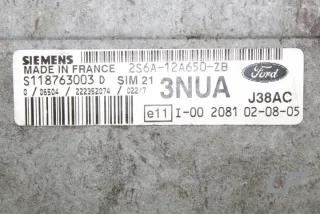 SIEMENS
MADE IN FRANCE 2S6A-12A650-ZB
S118763003 D SIM 21 3NUA Ford
0 / 06504 / 222352074 / 02217 J38AC
e11 I-00 2081 02-08-05